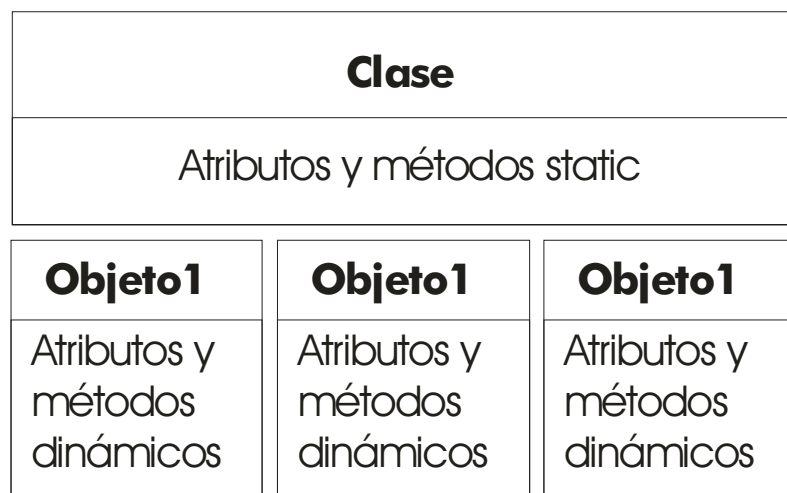 Clase
Atributos y métodos static
Objeto1
Atributos y
métodos
dinámicos
Objeto1
Atributos y
métodos
dinámicos
Objeto1
Atributos y
métodos
dinámicos